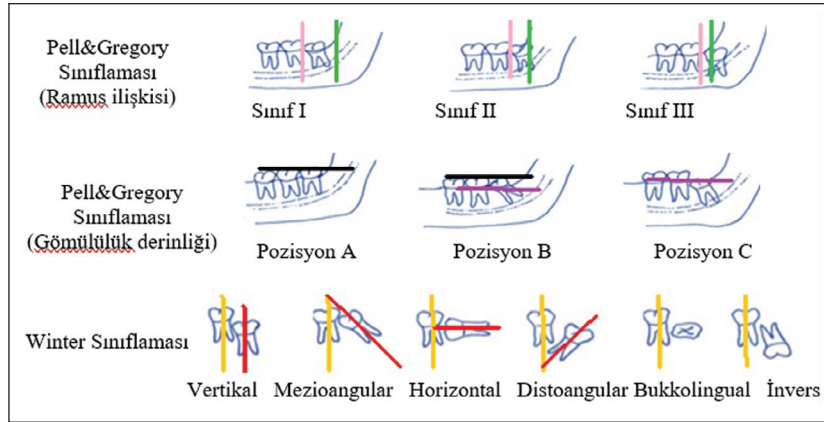 Pell&Gregory
Sınıflaması
(Ramus ilişkisi)
Sınıf I
Sınıf II
Sınıf III
Pell&Gregory
Sınıflaması
(Gömülülük derinliği)
Pozisyon A
Pozisyon B
Pozisyon C
Winter Sınıflaması
Vertikal Mezioangular Horizontal Distoangular Bukkolingual İnvers